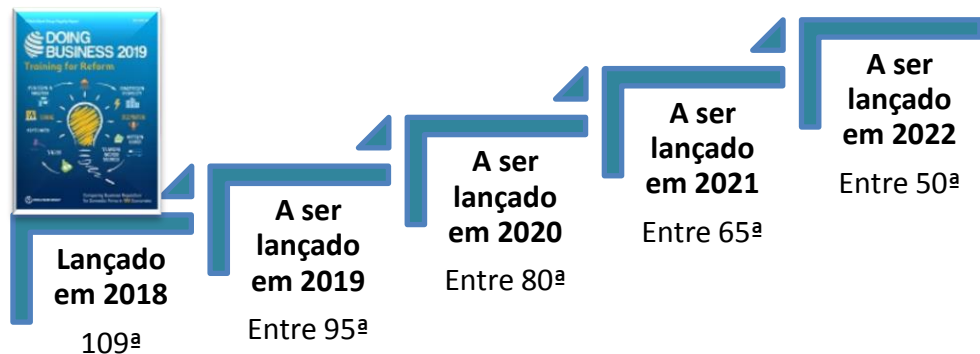 DOING
BUSINESS 2019
Training for Reform
Lançado
em 2018
109ª
A ser
lançado
em 2019
Entre 95ª
A ser
lançado
em 2020
Entre 80ª
A ser
lançado
em 2021
Entre 65ª
A ser
lançado
em 2022
Entre 50ª